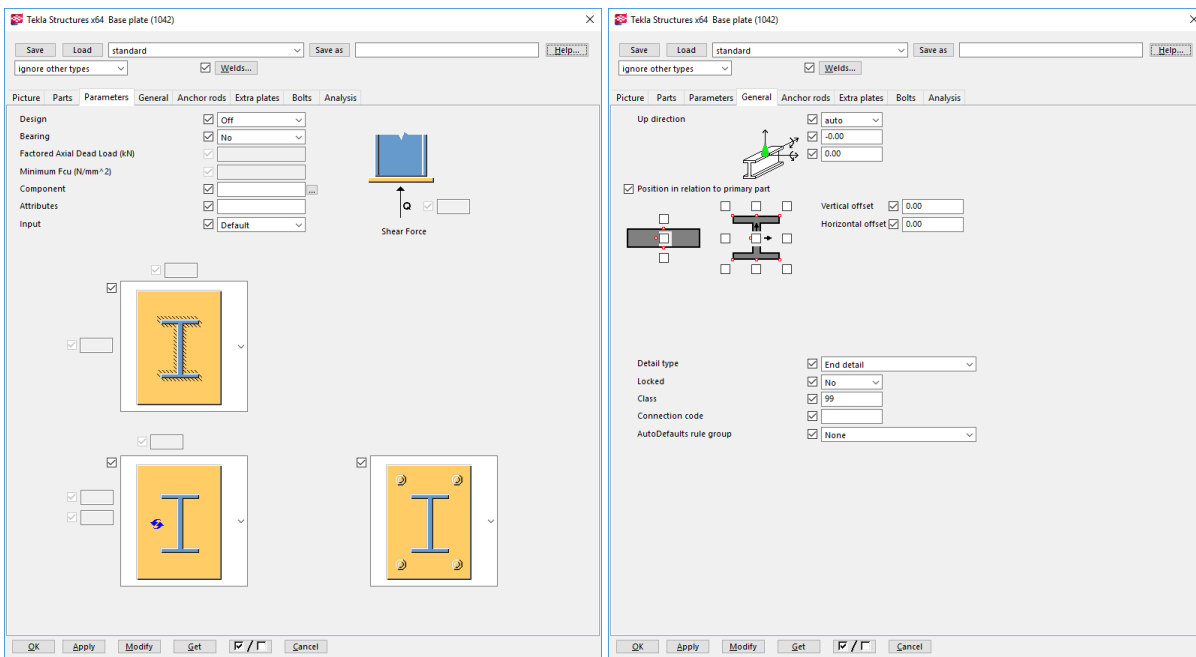 Tekla Structures x64 Base plate (1042)
Save Load standard Save as Help...
ignore other types Welds...
Picture Parts Parameters General Anchor rods Extra plates Bolts Analysis
Design Off
Bearing No
Factored Axial Dead Load (kN)
Minimum Fcu (N/mm^2)
Component ...
Attributes
Input Default
Q
Shear Force
OK Apply Modify Get / Cancel
Tekla Structures x64 Base plate (1042)
Save Load standard Save as Help...
ignore other types Welds...
Picture Parts Parameters General Anchor rods Extra plates Bolts Analysis
Up direction auto
-0.00
0.00
Position in relation to primary part
Vertical offset 0.00
Horizontal offset 0.00
Detail type End detail
Locked No
Class 99
Connection code
AutoDefaults rule group None
OK Apply Modify Get / Cancel